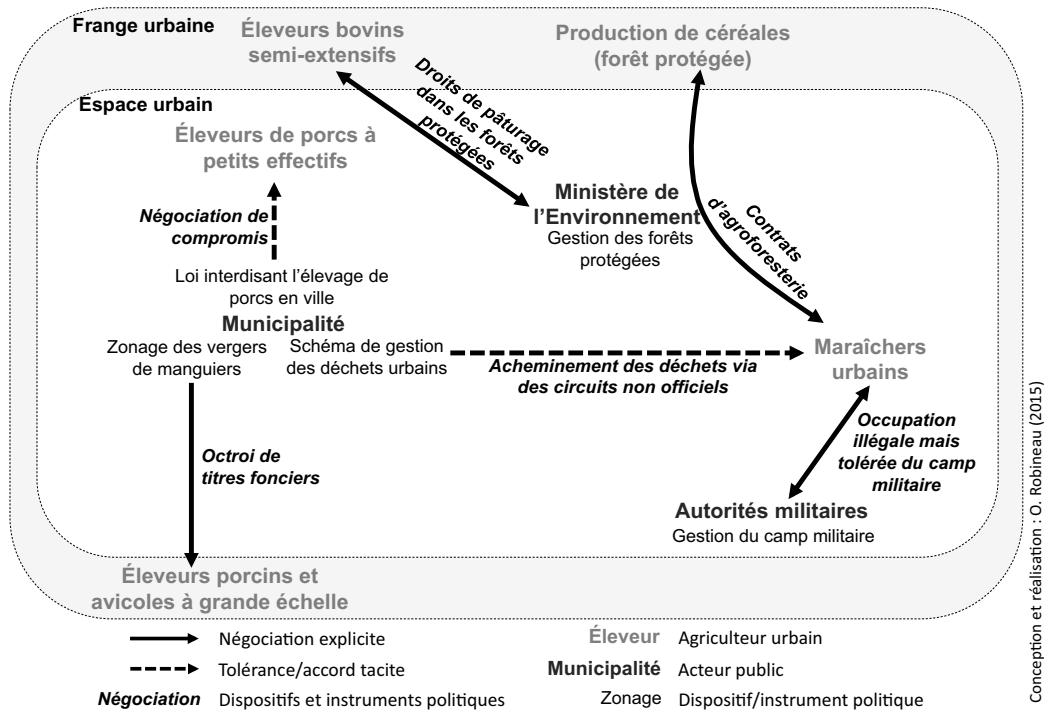 Frange urbaine
Éleveurs bovins
semi-extensifs
Production de céréales
(forêt protégée)
Espace urbain
Droits de pâturage
dans les forêts
protégées
Éleveurs de porcs à
petits effectifs
Ministère de
l'Environnement
Gestion des forêts
protégées
Contrats
d'agroforesterie
Négociation de
compromis
Loi interdisant l'élevage de
porcs en ville
Municipalité
Zonage des vergers
de manguiers
Schéma de gestion
des déchets urbains
Acheminement des déchets via
des circuits non officiels
Maraîchers
urbains
Octroi de
titres fonciers
Occupation
illégale mais
tolérée du camp
militaire
Autorités militaires
Gestion du camp militaire
Éleveurs porcins et
avicoles à grande échelle
Négociation explicite
Tolérance/accord tacite
Négociation Dispositifs et instruments politiques
Éleveur Agriculteur urbain
Municipalité Acteur public
Zonage Dispositif/instrument politique
Conception et réalisation : O. Robineau (2015)